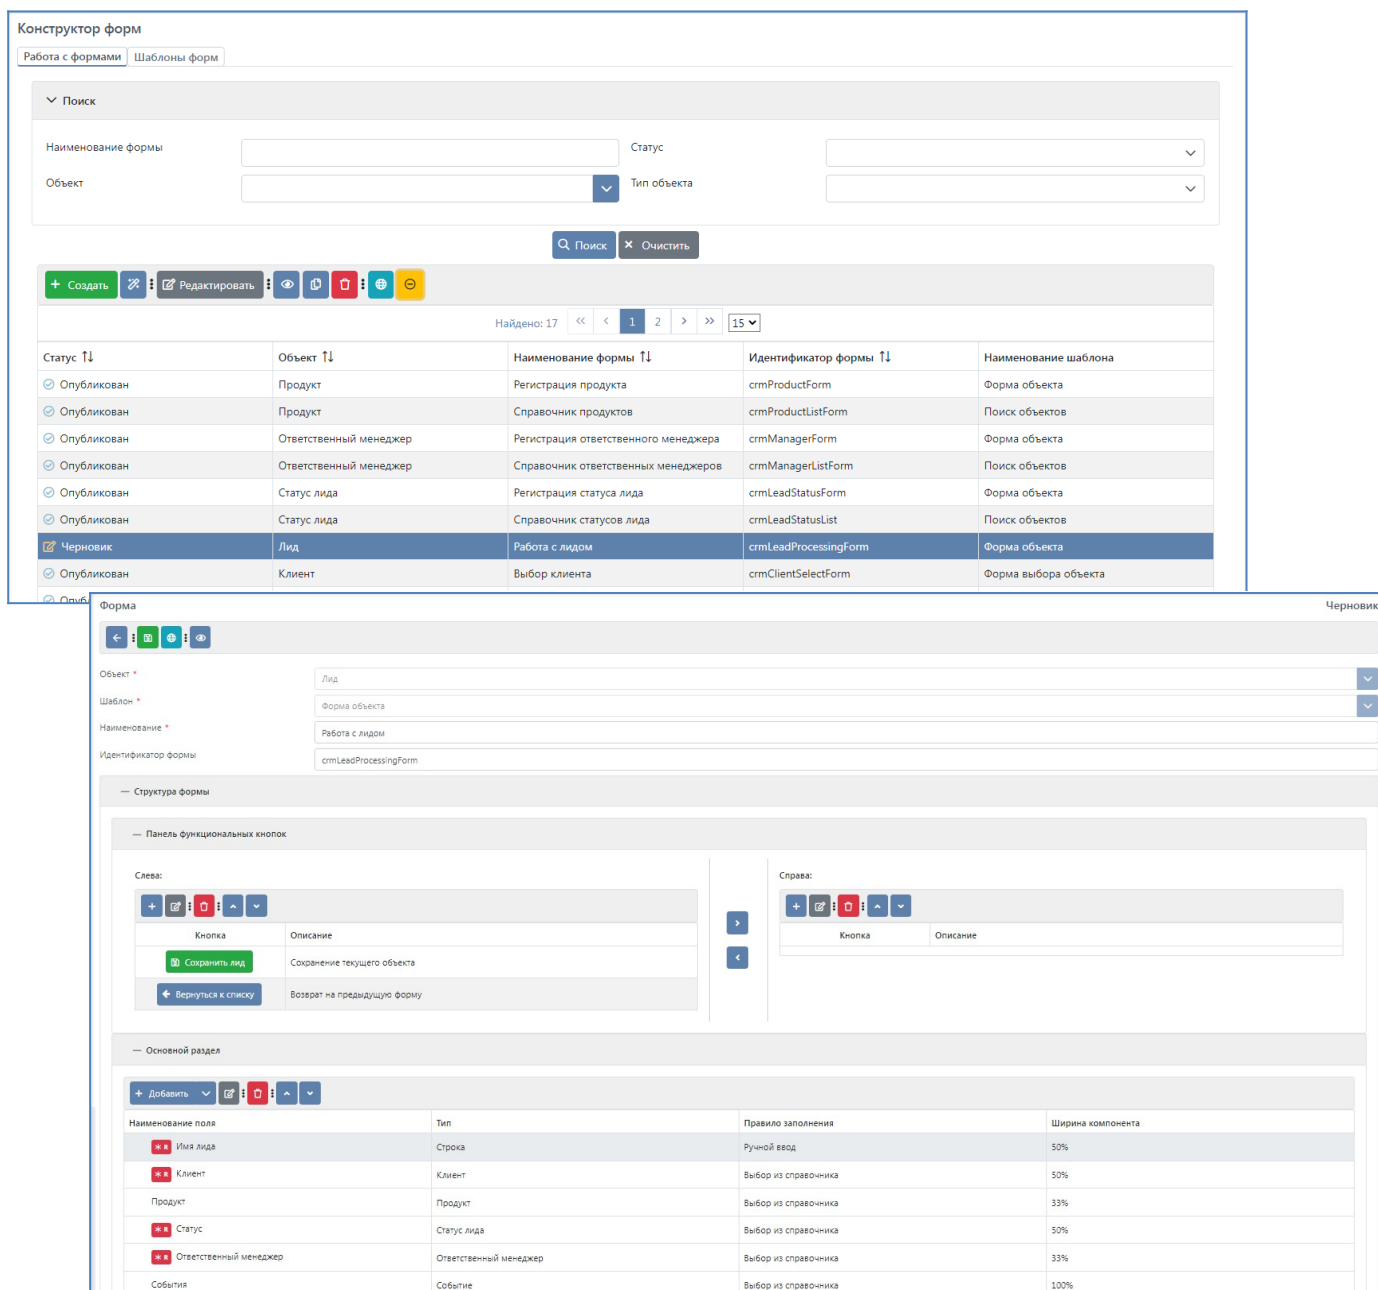 Конструктор форм
Работа с формами Шаблоны форм
Поиск
Наименование формы Статус
Объект Тип объекта
Поиск Очистить
Создать Редактировать
Найдено: 17 1 2 15
Статус Объект Наименование формы Идентификатор формы Наименование шаблона
Опубликован Продукт Регистрация продукта crmProductForm Форма объекта
Опубликован Продукт Справочник продуктов crmProductListForm Поиск объектов
Опубликован Ответственный менеджер Регистрация ответственного менеджера crmManagerForm Форма объекта
Опубликован Ответственный менеджер Справочник ответственных менеджеров crmManagerListForm Поиск объектов
Опубликован Статус лида Регистрация статуса лида crmLeadStatusForm Форма объекта
Опубликован Статус лида Справочник статусов лида crmLeadStatusList Поиск объектов
Черновик Лид Работа с лидом crmLeadProcessingForm Форма объекта
Опубликован Клиент Выбор клиента crmClientSelectForm Форма выбора объекта
Форма Черновик
Объект * Лид
Шаблон * Форма объекта
Наименование * Работа с лидом
Идентификатор формы crmLeadProcessingForm
Структура формы
Панель функциональных кнопок
Слева: Справа:
Кнопка Описание Кнопка Описание
Сохранить лид Сохранение текущего объекта
Вернуться к списку Возврат на предыдущую форму
Основной раздел
Добавить
Наименование поля Тип Правило заполнения Ширина компонента
Имя лида Строка Ручной ввод 50%
Клиент Клиент Выбор из справочника 50%
Продукт Продукт Выбор из справочника 33%
Статус Статус лида Выбор из справочника 50%
Ответственный менеджер Ответственный менеджер Выбор из справочника 33%
События Событие Выбор из справочника 100%